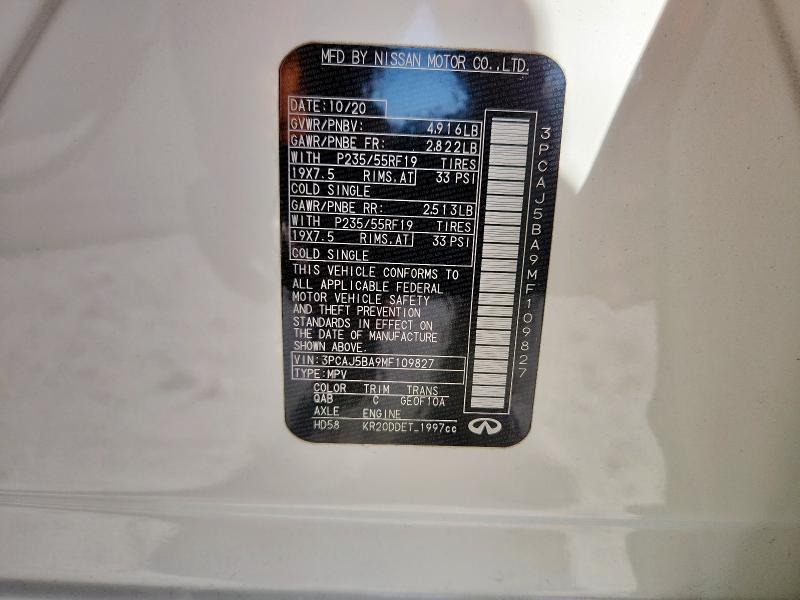 MFD BY NISSAN MOTOR CO.,LTD.
DATE:10/20
GVWR/PNBV: 4,916LB
GAWR/PNBE FR: 2,822LB
WITH P235/55RF19 TIRES
19X7.5 RIMS,AT 33 PSI
COLD SINGLE
GAWR/PNBE RR: 2,513LB
WITH P235/55RF19 TIRES
19X7.5 RIMS,AT 33 PSI
COLD SINGLE
THIS VEHICLE CONFORMS TO
ALL APPLICABLE FEDERAL
MOTOR VEHICLE SAFETY
AND THEFT PREVENTION
STANDARDS IN EFFECT ON
THE DATE OF MANUFACTURE
SHOWN ABOVE.
VIN: 3PCAJ5BA9MF109827
TYPE:MPV
COLOR TRIM TRANS
QAB C GEOF10A
AXLE ENGINE
HD58 KR20DDET_1997cc
3PCAJ5BA9MF109827